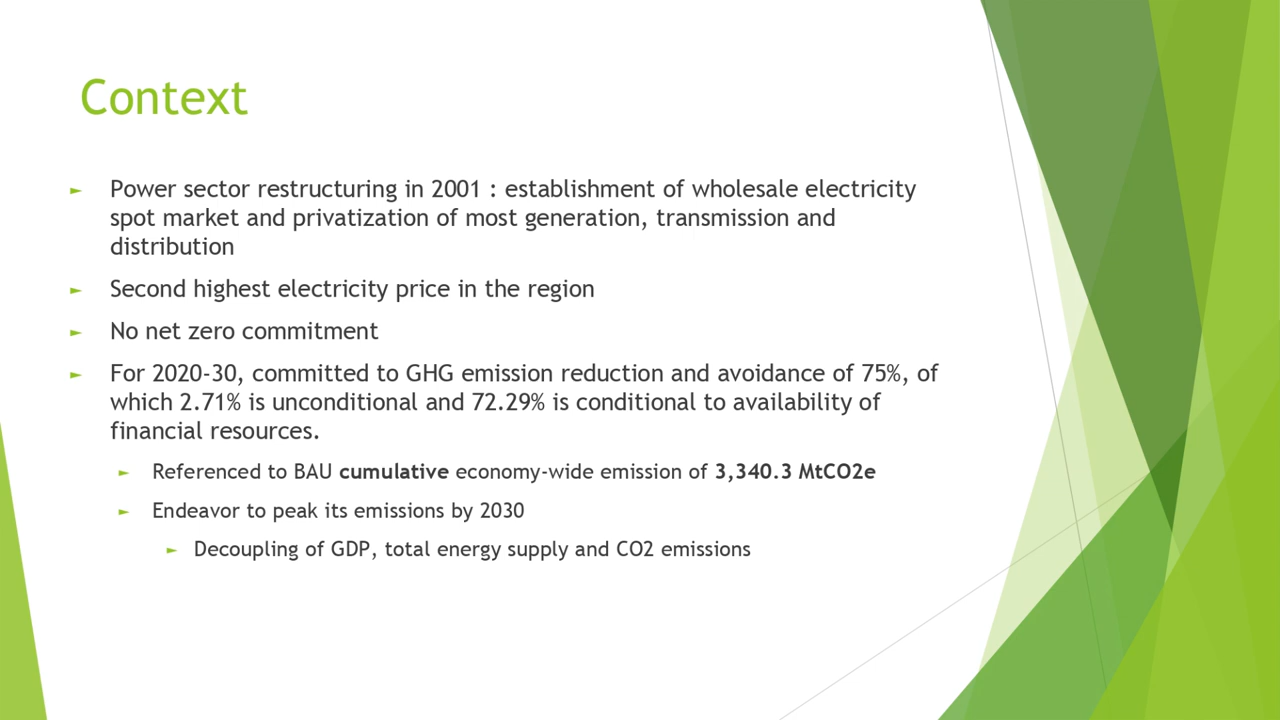 Context
► Power sector restructuring in 2001 : establishment of wholesale electricity
spot market and privatization of most generation, transmission and
distribution
► Second highest electricity price in the region
► No net zero commitment
► For 2020-30, committed to GHG emission reduction and avoidance of 75%, of
which 2.71% is unconditional and 72.29% is conditional to availability of
financial resources.
► Referenced to BAU cumulative economy-wide emission of 3,340.3 MtCO2e
► Endeavor to peak its emissions by 2030
► Decoupling of GDP, total energy supply and CO2 emissions